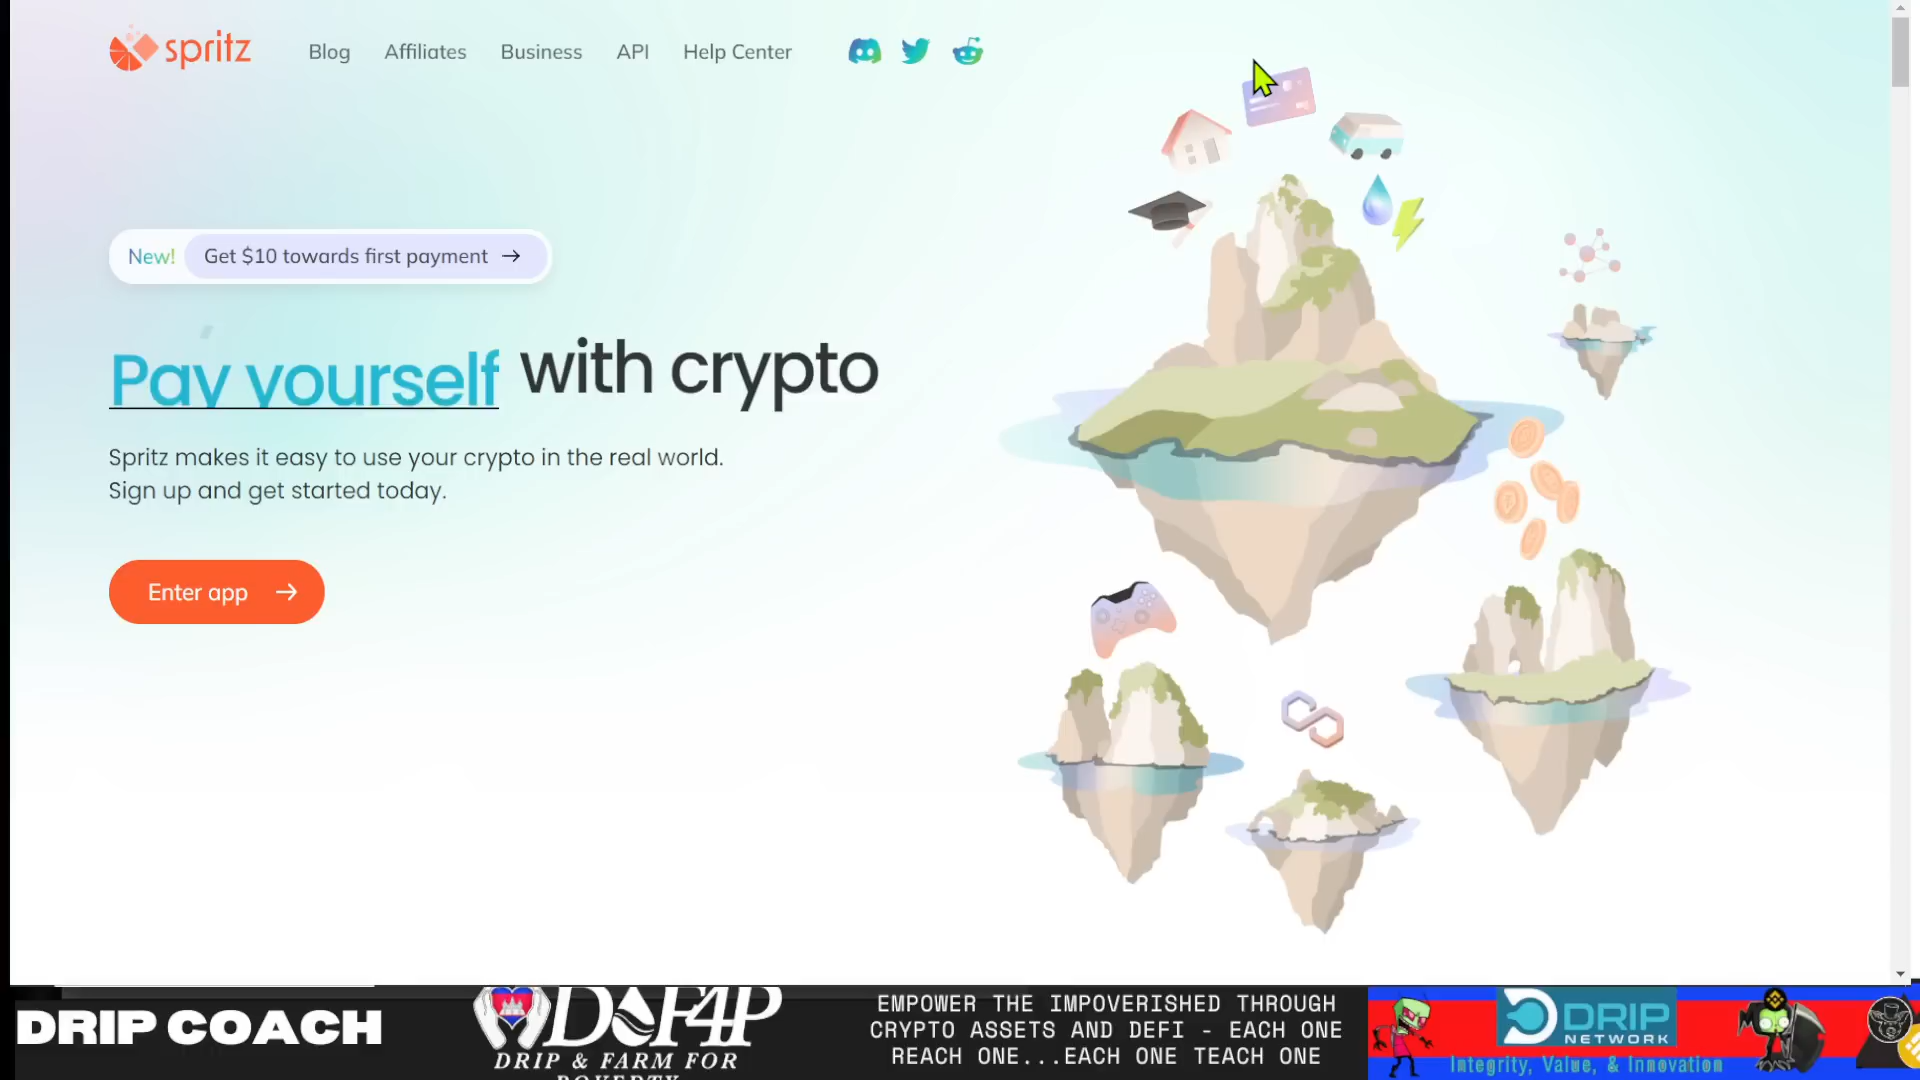 spritz
Blog
Affiliates
Business
API
Help Center
New!
Get $10 towards first payment →
Pay yourself with crypto
Spritz makes it easy to use your crypto in the real world.
Sign up and get started today.
Enter app →
DRIP COACH
DRIP & FARM FOR
POVERTY
EMPOWER THE IMPOVERISHED THROUGH
CRYPTO ASSETS AND DEFI - EACH ONE
REACH ONE...EACH ONE TEACH ONE
DRIP
NETWORK
Integrity, Value, & Innovation